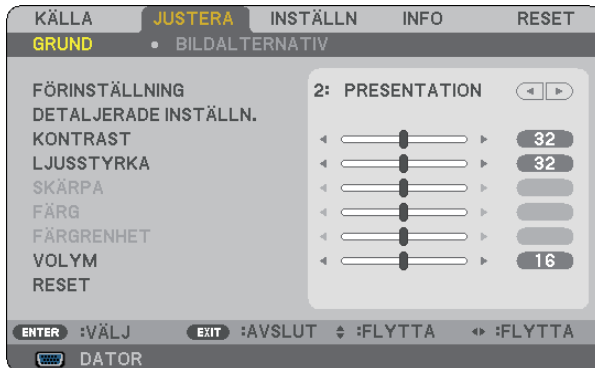 KÄLLA JUSTERA INSTÄLLN INFO RESET
GRUND • BILDALTERNATIV
FÖRINSTÄLLNING 2: PRESENTATION
DETALJERADE INSTÄLLN.
KONTRAST 32
LJUSSTYRKA 32
SKÄRPA
FÄRG
FÄRGRENHET
VOLYM 16
RESET
ENTER :VÄLJ EXIT :AVSLUT :FLYTTA :FLYTTA
DATOR